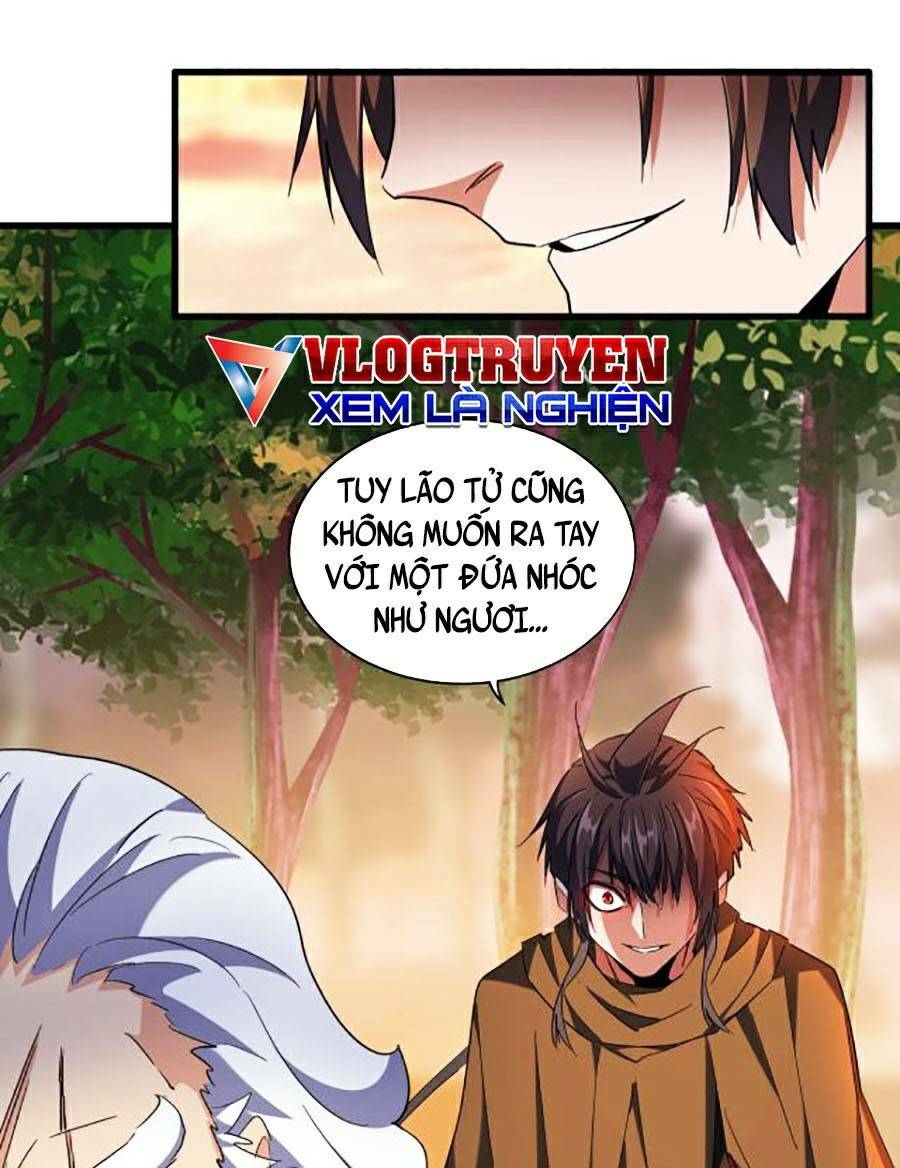 VLOGTRUYEN
XEM LÀ NGHIỆN
TUY LÃO TỬ CŨNG
KHÔNG MUỐN RA TAY
VỚI MỘT ĐỨA NHÓC
NHƯ NGƯƠI...